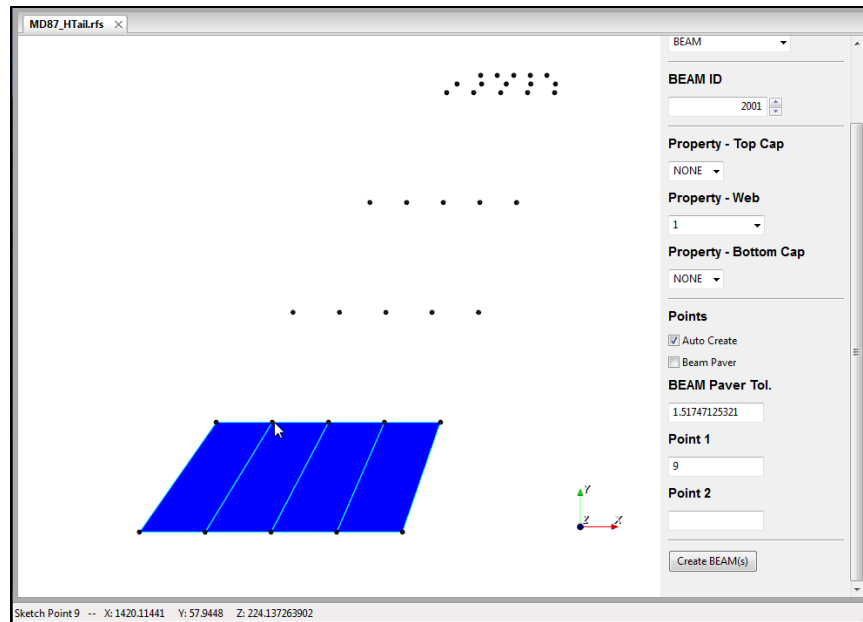 MD87_HTail.rfs ×
BEAM
BEAM ID
2001
Property - Top Cap
NONE
Property - Web
1
Property - Bottom Cap
NONE
Points
Auto Create
Beam Paver
BEAM Paver Tol.
1.51747125321
Point 1
9
Point 2
Y
Z X
Create BEAM(s)
Sketch Point 9 -- X: 1420.11441 Y: 57.9448 Z: 224.137263902